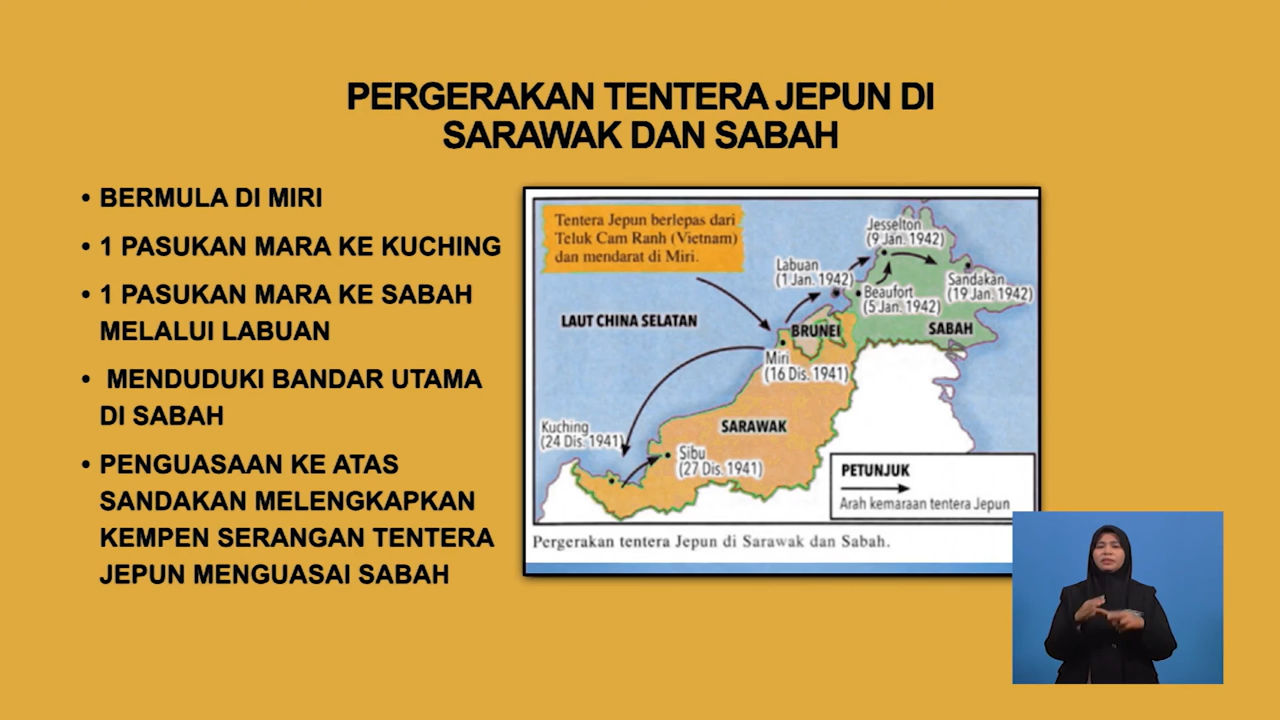 PERGERAKAN TENTERA JEPUN DI
SARAWAK DAN SABAH
• BERMULA DI MIRI
• 1 PASUKAN MARA KE KUCHING
• 1 PASUKAN MARA KE SABAH
MELALUI LABUAN
• MENDUDUKI BANDAR UTAMA
DI SABAH
• PENGUASAAN KE ATAS
SANDAKAN MELENGKAPKAN
KEMPEN SERANGAN TENTERA
JEPUN MENGUASAI SABAH
Tentera Jepun berlepas dari
Teluk Cam Ranh (Vietnam)
dan mendarat di Miri.
Jesselton
(9 Jan. 1942)
Labuan
(1 Jan. 1942)
Sandakan
(19 Jan. 1942)
Beaufort
(5 Jan. 1942)
LAUT CHINA SELATAN
BRUNEI
SABAH
Miri
(16 Dis. 1941)
SARAWAK
Kuching
(24 Dis. 1941)
Sibu
(27 Dis. 1941)
PETUNJUK
Arah kemaraan tentera Jepun
Pergerakan tentera Jepun di Sarawak dan Sabah.